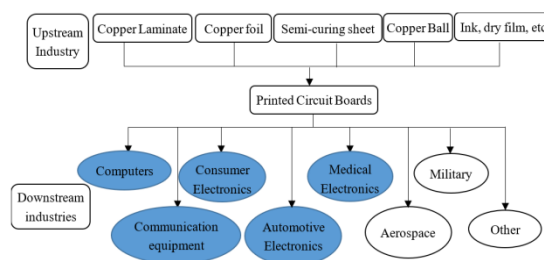 Upstream
Industry
Copper Laminate
Copper foil
Semi-curing sheet
Copper Ball
Ink, dry film, etc
Printed Circuit Boards
Computers
Consumer
Electronics
Medical
Electronics
Military
Downstream
industries
Communication
equipment
Automotive
Electronics
Aerospace
Other